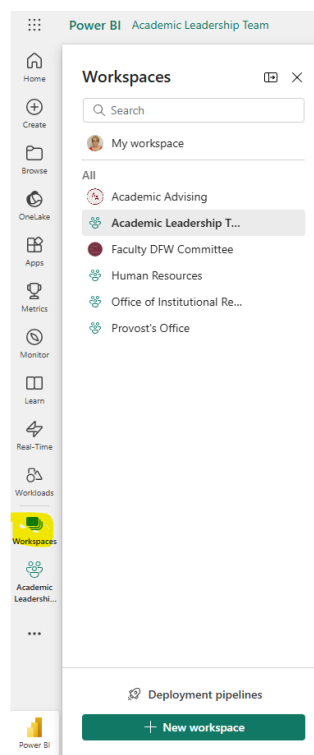 Power BI Academic Leadership Team
Home
Create
Browse
OneLake
Apps
Metrics
Monitor
Learn
Real-Time
Workloads
Workspaces
Academic
Leadershi...
Power BI
Workspaces
Search
My workspace
All
Academic Advising
Academic Leadership T...
Faculty DFW Committee
Human Resources
Office of Institutional Re...
Provost's Office
Deployment pipelines
New workspace